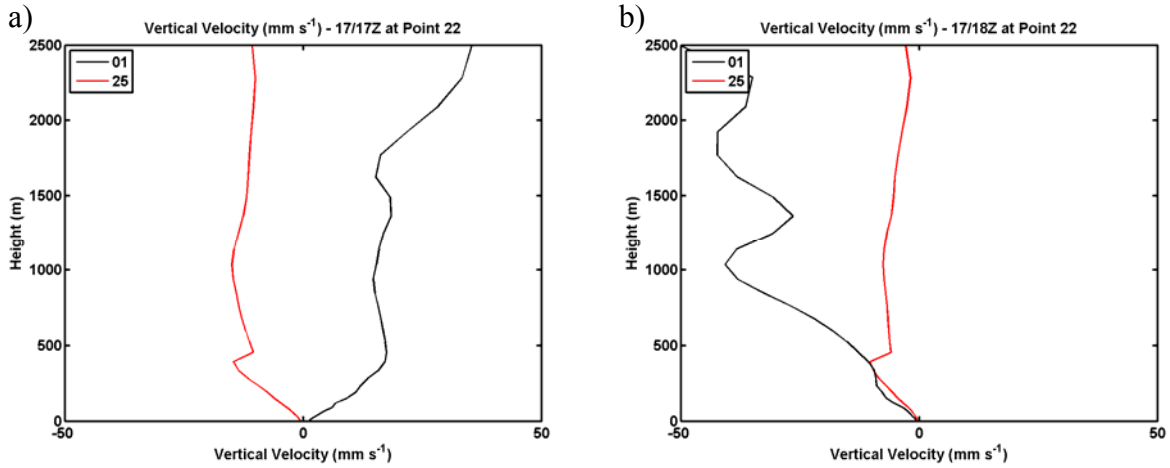 a)
Vertical Velocity (mm s⁻¹) - 17/17Z at Point 22
2500
2000
1500
1000
500
0
Height (m)
01
25
-50 0 50
Vertical Velocity (mm s⁻¹)
b)
Vertical Velocity (mm s⁻¹) - 17/18Z at Point 22
2500
2000
1500
1000
500
0
Height (m)
01
25
-50 0 50
Vertical Velocity (mm s⁻¹)